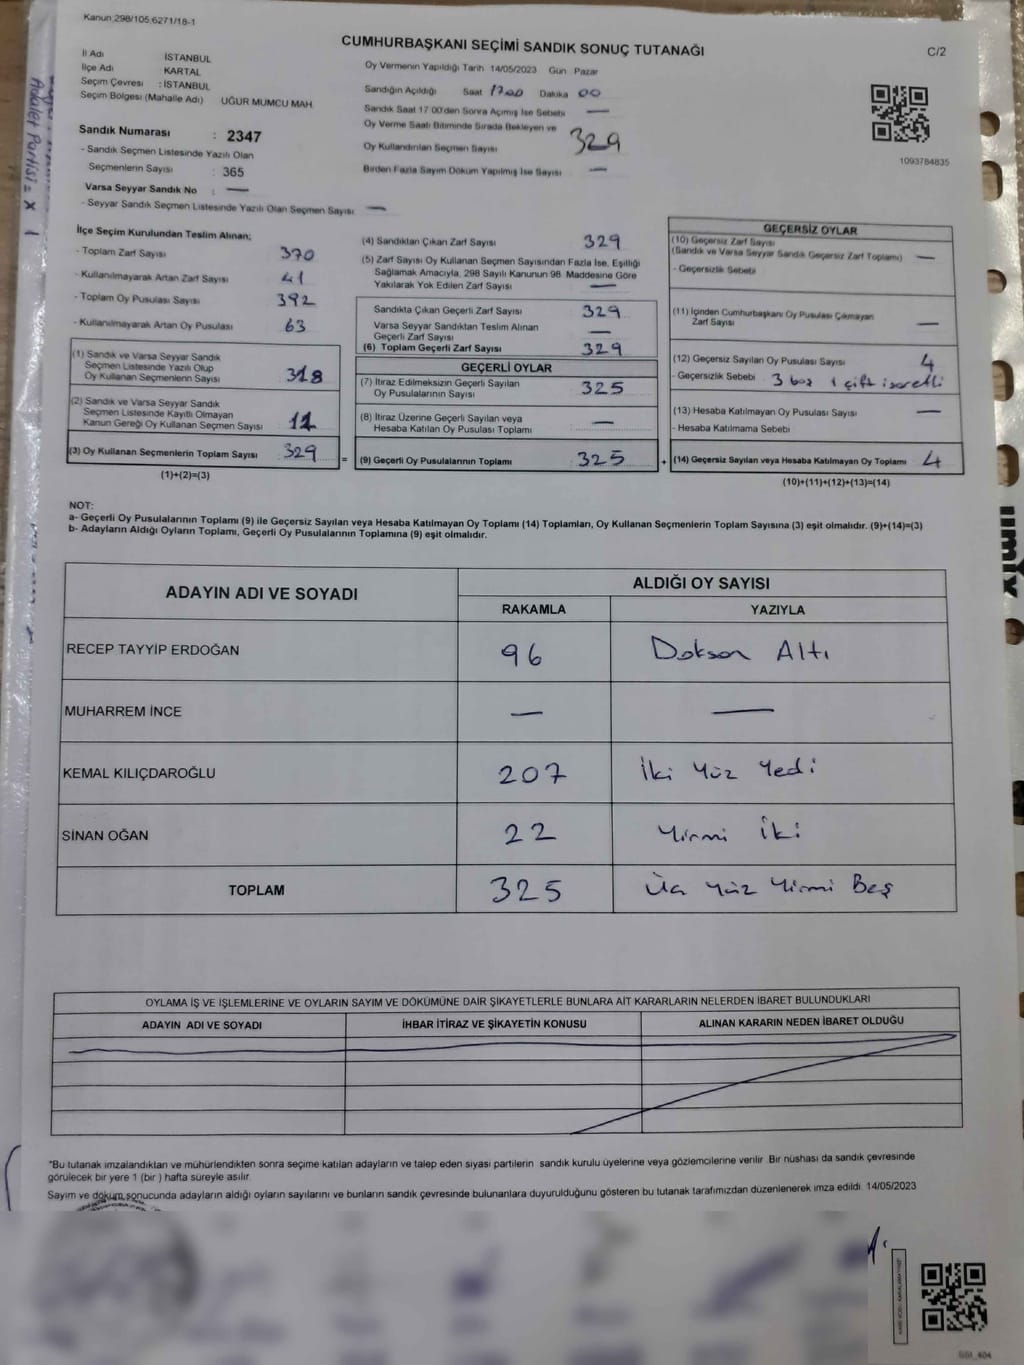 Kanun 298/105,6271/18-1
CUMHURBAŞKANI SEÇİMİ SANDIK SONUÇ TUTANAĞI
C/2
İl Adı İSTANBUL
İlçe Adı KARTAL
Seçim Çevresi : İSTANBUL
Seçim Bölgesi (Mahalle Adı) UĞUR MUMCU MAH.
Sandık Numarası : 2347
- Sandık Seçmen Listesinde Yazılı Olan
Seçmenlerin Sayısı : 365
Varsa Seyyar Sandık No : —
- Seyyar Sandık Seçmen Listesinde Yazılı Olan Seçmen Sayısı —
Oy Vermenin Yapıldığı Tarih 14/05/2023 Gün Pazar
Sandığın Açıldığı Saat 1700 Dakika 00
Sandık Saat 17 00'den Sonra Açılmış İse Sebebi —
Oy Verme Saati Bitiminde Sırada Bekleyen ve
Oy Kullandırılan Seçmen Sayısı 329
Birden Fazla Sayım Döküm Yapılmış İse Sayısı —
1093784835
Adalet Partisi = X 1
İlçe Seçim Kurulundan Teslim Alınan;
- Toplam Zarf Sayısı 370
- Kullanılmayarak Artan Zarf Sayısı 41
- Toplam Oy Pusulası Sayısı 392
- Kullanılmayarak Artan Oy Pusulası 63
(1) Sandık ve Varsa Seyyar Sandık
Seçmen Listesinde Yazılı Olup
Oy Kullanan Seçmenlerin Sayısı 318
(2) Sandık ve Varsa Seyyar Sandık
Seçmen Listesinde Kayıtlı Olmayan
Kanun Gereği Oy Kullanan Seçmen Sayısı 11
(3) Oy Kullanan Seçmenlerin Toplam Sayısı 329
(1)+(2)=(3)
=
(4) Sandıktan Çıkan Zarf Sayısı 329
(5) Zarf Sayısı Oy Kullanan Seçmen Sayısından Fazla İse, Eşitliği
Sağlamak Amacıyla, 298 Sayılı Kanunun 98. Maddesine Göre
Yakılarak Yok Edilen Zarf Sayısı —
Sandıkta Çıkan Geçerli Zarf Sayısı 329
Varsa Seyyar Sandıktan Teslim Alınan
Geçerli Zarf Sayısı —
(6) Toplam Geçerli Zarf Sayısı 329
GEÇERLİ OYLAR
(7) İtiraz Edilmeksizin Geçerli Sayılan
Oy Pusulalarının Sayısı 325
(8) İtiraz Üzerine Geçerli Sayılan veya
Hesaba Katılan Oy Pusulası Toplamı —
(9) Geçerli Oy Pusulalarının Toplamı 325
+
GEÇERSİZ OYLAR
(10) Geçersiz Zarf Sayısı
(Sandık ve Varsa Seyyar Sandık Geçersiz Zarf Toplamı) —
- Geçersizlik Sebebi
(11) İçinden Cumhurbaşkanı Oy Pusulası Çıkmayan
Zarf Sayısı —
(12) Geçersiz Sayılan Oy Pusulası Sayısı 4
- Geçersizlik Sebebi 3 boş 1 çift işaretli
(13) Hesaba Katılmayan Oy Pusulası Sayısı —
- Hesaba Katılmama Sebebi
(14) Geçersiz Sayılan veya Hesaba Katılmayan Oy Toplamı 4
(10)+(11)+(12)+(13)=(14)
NOT:
a- Geçerli Oy Pusulalarının Toplamı (9) ile Geçersiz Sayılan veya Hesaba Katılmayan Oy Toplamı (14) Toplamları, Oy Kullanan Seçmenlerin Toplam Sayısına (3) eşit olmalıdır. (9)+(14)=(3)
b- Adayların Aldığı Oyların Toplamı, Geçerli Oy Pusulalarının Toplamına (9) eşit olmalıdır.
ADAYIN ADI VE SOYADI
ALDIĞI OY SAYISI
RAKAMLA YAZIYLA
RECEP TAYYİP ERDOĞAN 96 Doksan Altı
MUHARREM İNCE — —
KEMAL KILIÇDAROĞLU 207 İki Yüz Yedi
SİNAN OĞAN 22 Yirmi İki
TOPLAM 325 Üç Yüz Yirmi Beş
OYLAMA İŞ VE İŞLEMLERİNE VE OYLARIN SAYIM VE DÖKÜMÜNE DAİR ŞİKAYETLERLE BUNLARA AİT KARARLARIN NELERDEN İBARET BULUNDUKLARI
ADAYIN ADI VE SOYADI İHBAR İTİRAZ VE ŞİKAYETİN KONUSU ALINAN KARARIN NEDEN İBARET OLDUĞU
*Bu tutanak imzalandıktan ve mühürlendikten sonra seçime katılan adayların ve talep eden siyasi partilerin sandık kurulu üyelerine veya gözlemcilerine verilir. Bir nüshası da sandık çevresinde
görülecek bir yere 1 (bir ) hafta süreyle asılır.
Sayım ve döküm sonucunda adayların aldığı oyların sayılarını ve bunların sandık çevresinde bulunanlara duyurulduğunu gösteren bu tutanak tarafımızdan düzenlenerek imza edildi. 14/05/2023